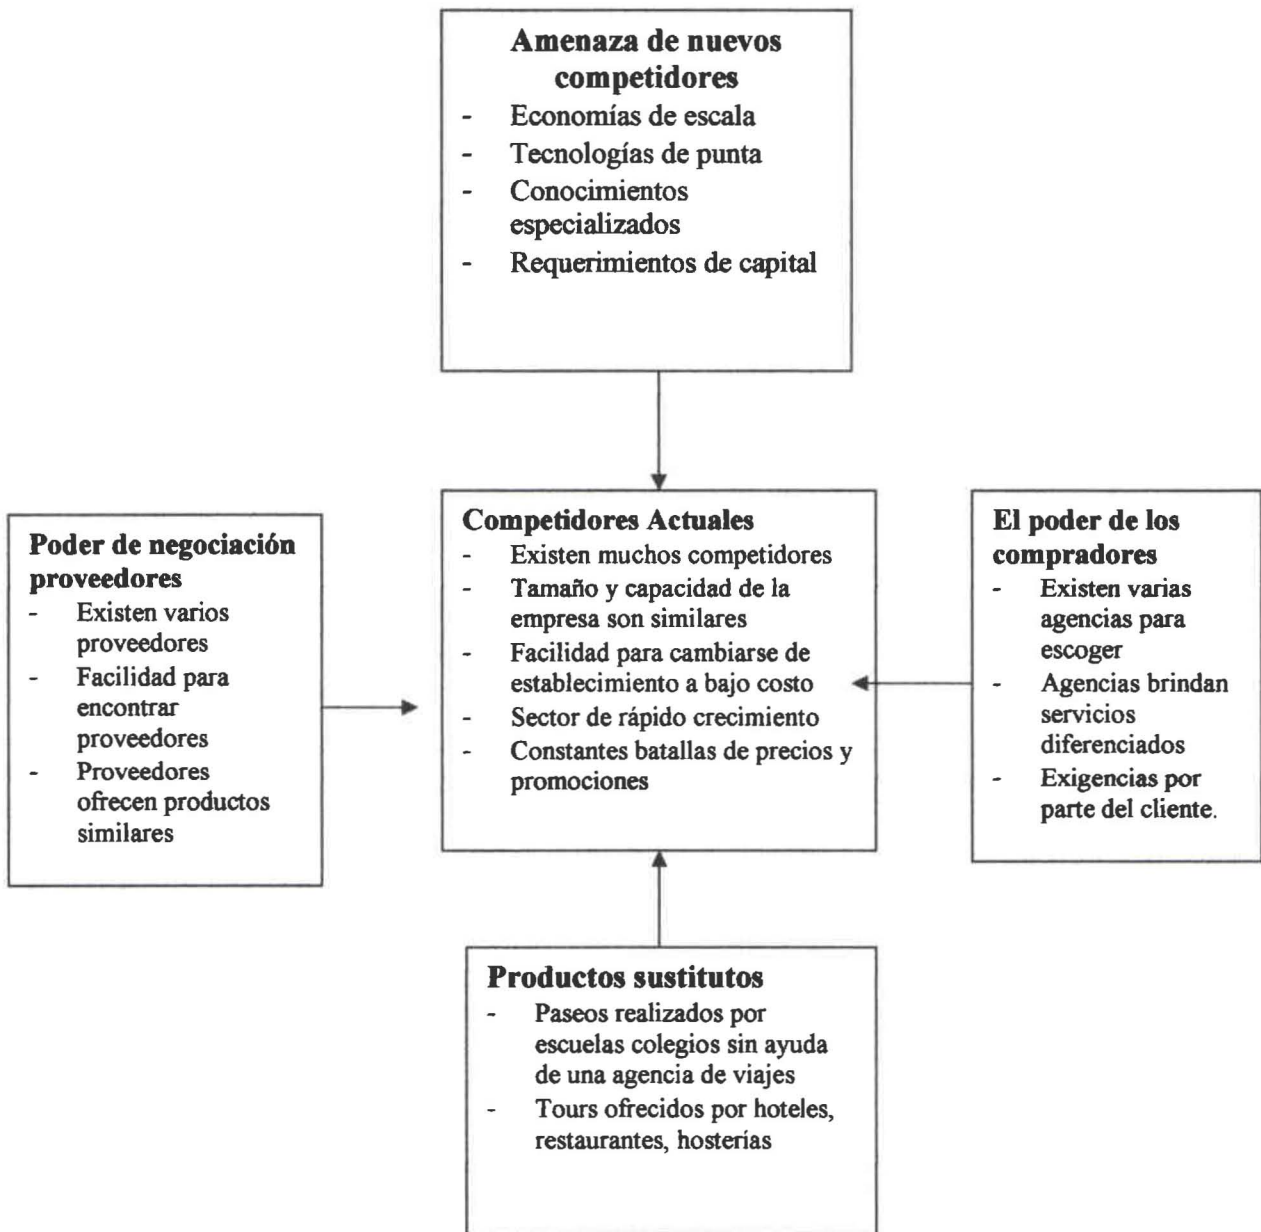 Amenaza de nuevos
competidores
- Economías de escala
- Tecnologías de punta
- Conocimientos
especializados
- Requerimientos de capital
Poder de negociación
proveedores
- Existen varios
proveedores
- Facilidad para
encontrar
proveedores
- Proveedores
ofrecen productos
similares
Competidores Actuales
- Existen muchos competidores
- Tamaño y capacidad de la
empresa son similares
- Facilidad para cambiarse de
establecimiento a bajo costo
- Sector de rápido crecimiento
- Constantes batallas de precios y
promociones
El poder de los
compradores
- Existen varias
agencias para
escoger
- Agencias brindan
servicios
diferenciados
- Exigencias por
parte del cliente.
Productos sustitutos
- Paseos realizados por
escuelas colegios sin ayuda
de una agencia de viajes
- Tours ofrecidos por hoteles,
restaurantes, hosterías